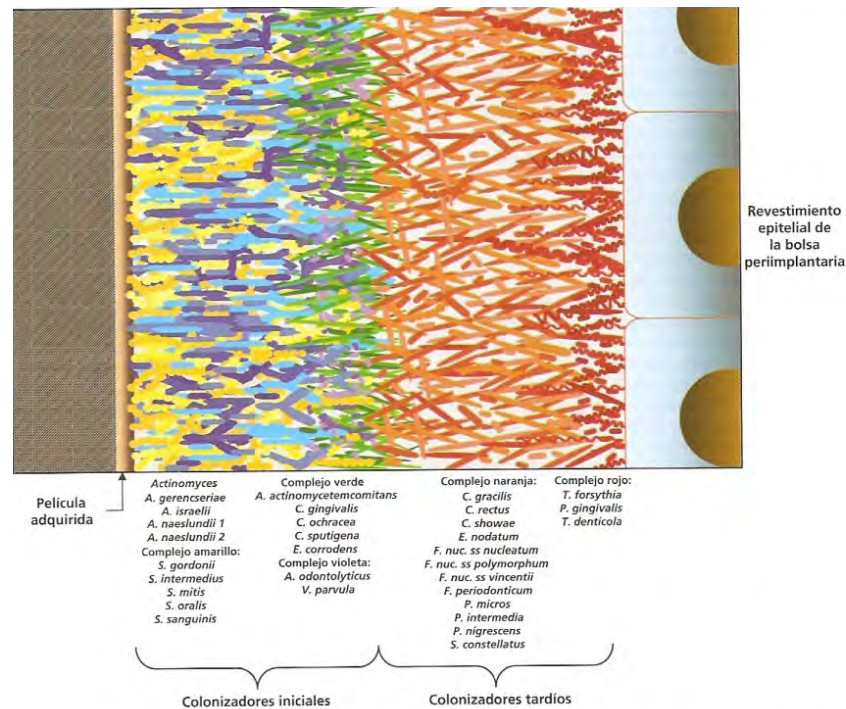 Revestimiento
epitelial de
la bolsa
periimplantaria
Película
adquirida
Actinomyces
A. gerencseriae
A. israelii
A. naeslundii 1
A. naeslundii 2
Complejo amarillo:
S. gordonii
S. intermedius
S. mitis
S. oralis
S. sanguinis
Complejo verde
A. actinomycetemcomitans
C. gingivalis
C. ochracea
C. sputigena
E. corrodens
Complejo violeta:
A. odontolyticus
V. parvula
Complejo naranja:
C. gracilis
C. rectus
C. showae
E. nodatum
F. nuc. ss nucleatum
F. nuc. ss polymorphum
F. nuc. ss vincentii
F. periodonticum
P. micros
P. intermedia
P. nigrescens
S. constellatus
Complejo rojo:
T. forsythia
P. gingivalis
T. denticola
Colonizadores iniciales
Colonizadores tardíos